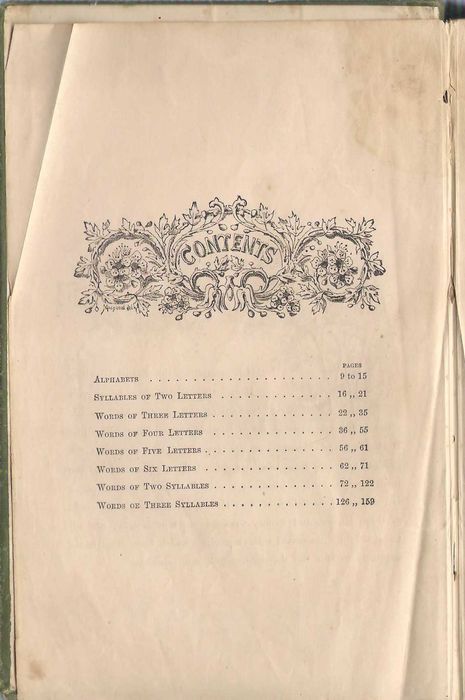 CONTENTS
PAGES
ALPHABETS . . . . . . . . . . . . . . . . . . . . . 9 to 15
SYLLABLES OF TWO LETTERS . . . . . . . . . . . . . 16 ,, 21
WORDS OF THREE LETTERS . . . . . . . . . . . . . . 22 ,, 35
WORDS OF FOUR LETTERS . . . . . . . . . . . . . . 36 ,, 55
WORDS OF FIVE LETTERS . . . . . . . . . . . . . . 56 ,, 61
WORDS OF SIX LETTERS . . . . . . . . . . . . . . . 62 ,, 71
WORDS OF TWO SYLLABLES . . . . . . . . . . . . . . 72 ,, 122
WORDS OF THREE SYLLABLES . . . . . . . . . . . . . 126 ,, 159